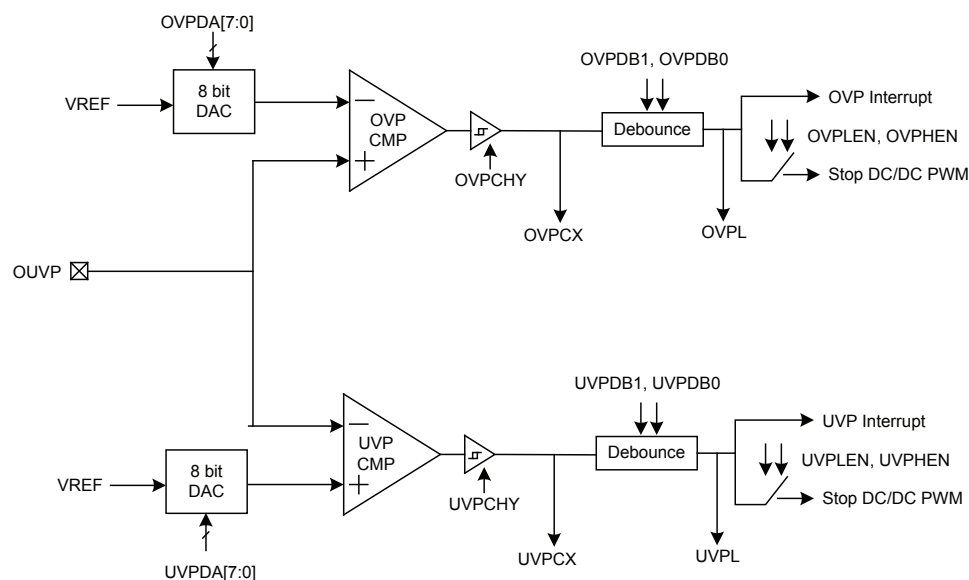 OVPDA[7:0]
VREF
8 bit
DAC
OVP
CMP
OVPCHY
OVPCX
OVPDB1, OVPDB0
Debounce
OVPL
OVP Interrupt
OVPLEN, OVPHEN
Stop DC/DC PWM
OUVP
VREF
8 bit
DAC
UVPDA[7:0]
UVP
CMP
UVPCHY
UVPCX
UVPDB1, UVPDB0
Debounce
UVPL
UVP Interrupt
UVPLEN, UVPHEN
Stop DC/DC PWM